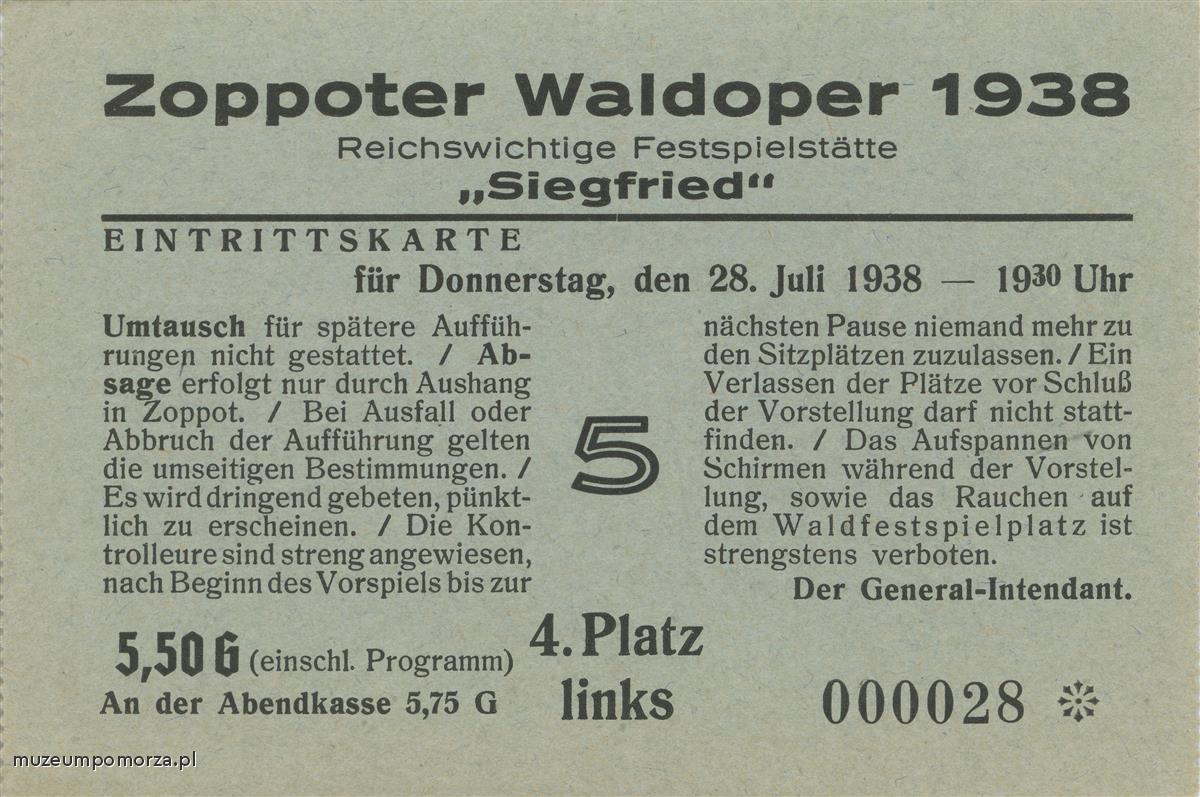 Zoppoter Waldoper 1938
Reichswichtige Festspielstätte
„Siegfried“
EINTRITTSKARTE
für Donnerstag, den 28. Juli 1938 — 19³⁰ Uhr
Umtausch für spätere Auffüh-
rungen nicht gestattet. / Ab-
sage erfolgt nur durch Aushang
in Zoppot. / Bei Ausfall oder
Abbruch der Aufführung gelten
die umseitigen Bestimmungen. /
Es wird dringend gebeten, pünkt-
lich zu erscheinen. / Die Kon-
trolleure sind streng angewiesen,
nach Beginn des Vorspiels bis zur
5
nächsten Pause niemand mehr zu
den Sitzplätzen zuzulassen. / Ein
Verlassen der Plätze vor Schluß
der Vorstellung darf nicht statt-
finden. / Das Aufspannen von
Schirmen während der Vorstel-
lung, sowie das Rauchen auf
dem Waldfestspielplatz ist
strengstens verboten.
Der General-Intendant.
5,50 G (einschl. Programm)
An der Abendkasse 5,75 G
4. Platz
links
000028
muzeumpomorza.pl